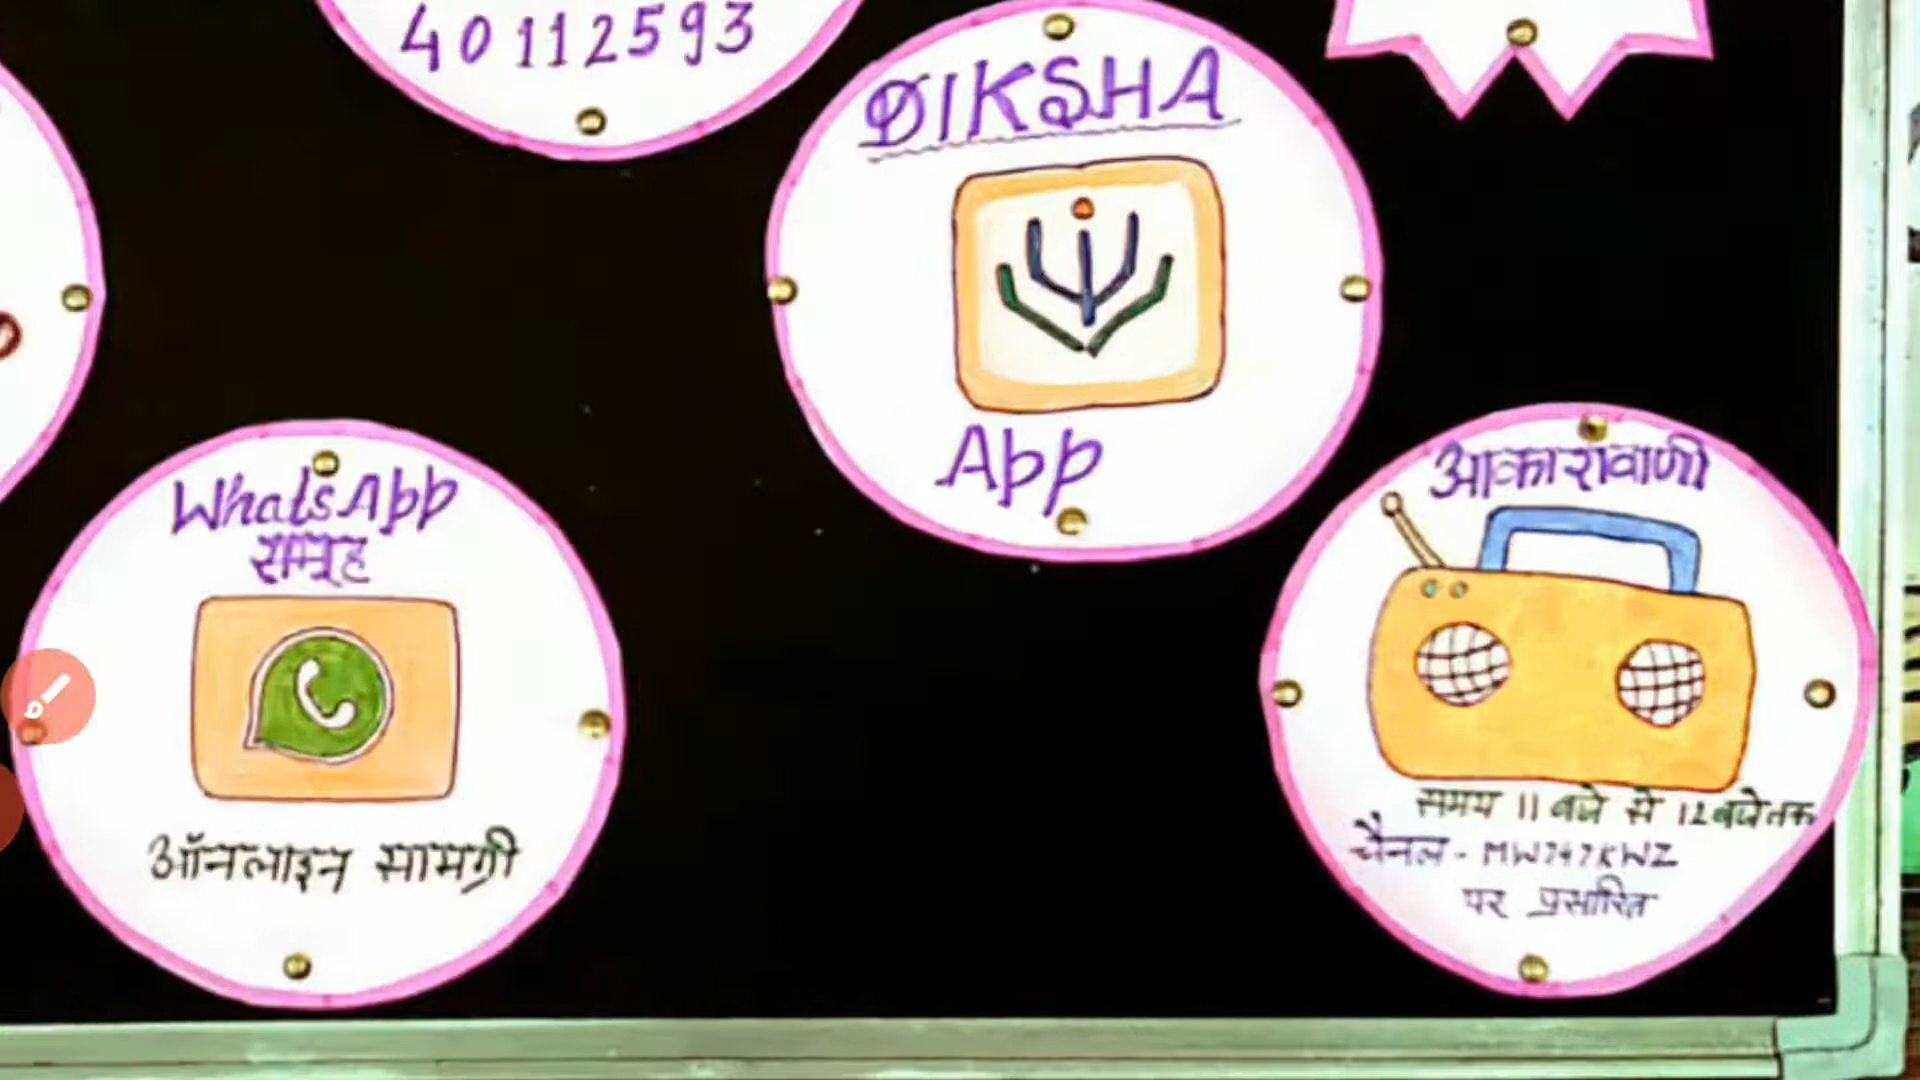 40112593
DIKSHA
App
WhatsApp
समूह
ऑनलाइन सामग्री
आकाशवाणी
समय 11 बजे से 12 बजे तक
चैनल - MW747KWZ
पर प्रसारित